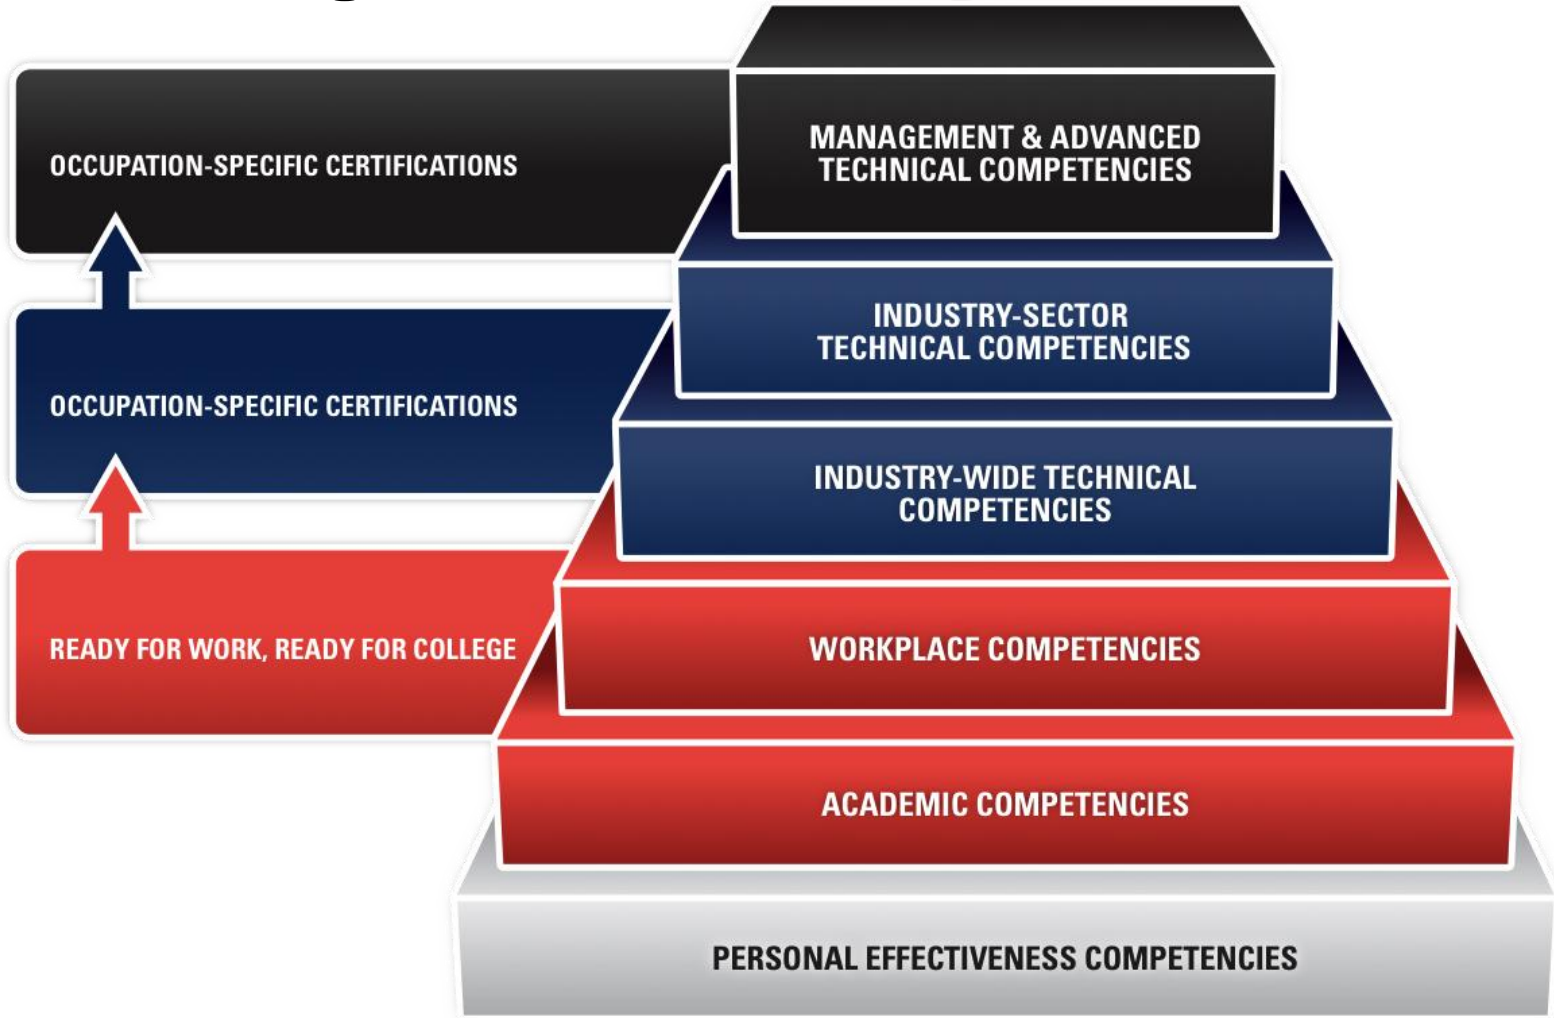 OCCUPATION-SPECIFIC CERTIFICATIONS
MANAGEMENT & ADVANCED
TECHNICAL COMPETENCIES
OCCUPATION-SPECIFIC CERTIFICATIONS
INDUSTRY-SECTOR
TECHNICAL COMPETENCIES
INDUSTRY-WIDE TECHNICAL
COMPETENCIES
READY FOR WORK, READY FOR COLLEGE
WORKPLACE COMPETENCIES
ACADEMIC COMPETENCIES
PERSONAL EFFECTIVENESS COMPETENCIES